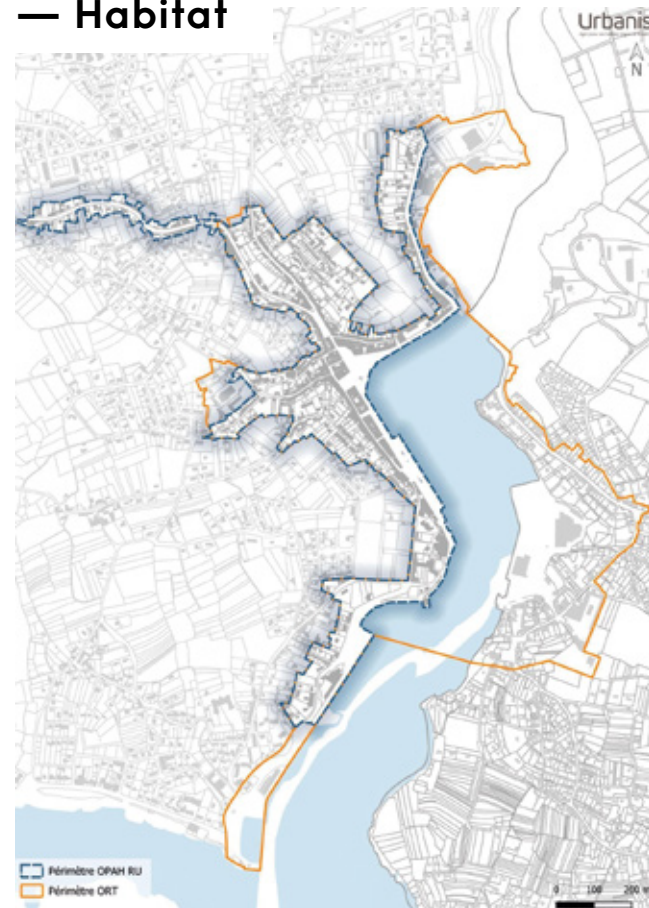 — Habitat
Urbanis
N
Périmètre OPAH RU
Périmètre ORT
0 100 200 m